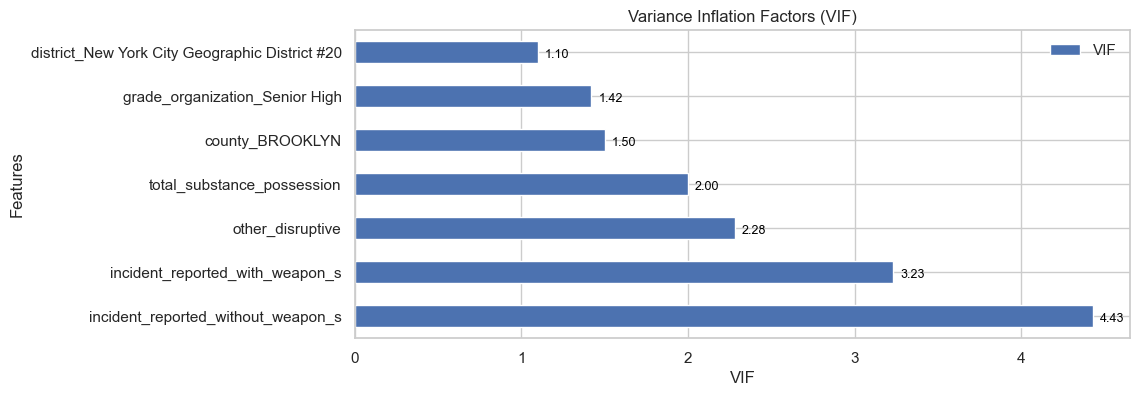 Variance Inflation Factors (VIF)
VIF
Features
district_New York City Geographic District #20 1.10
grade_organization_Senior High 1.42
county_BROOKLYN 1.50
total_substance_possession 2.00
other_disruptive 2.28
incident_reported_with_weapon_s 3.23
incident_reported_without_weapon_s 4.43
0 1 2 3 4
VIF